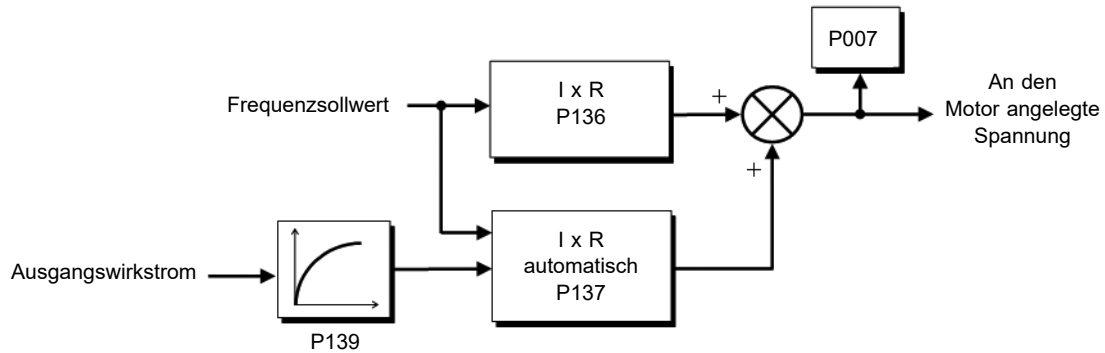 P007
I x R
P136
Frequenzsollwert
+
An den
Motor angelegte
Spannung
+
I x R
automatisch
P137
Ausgangswirkstrom
P139